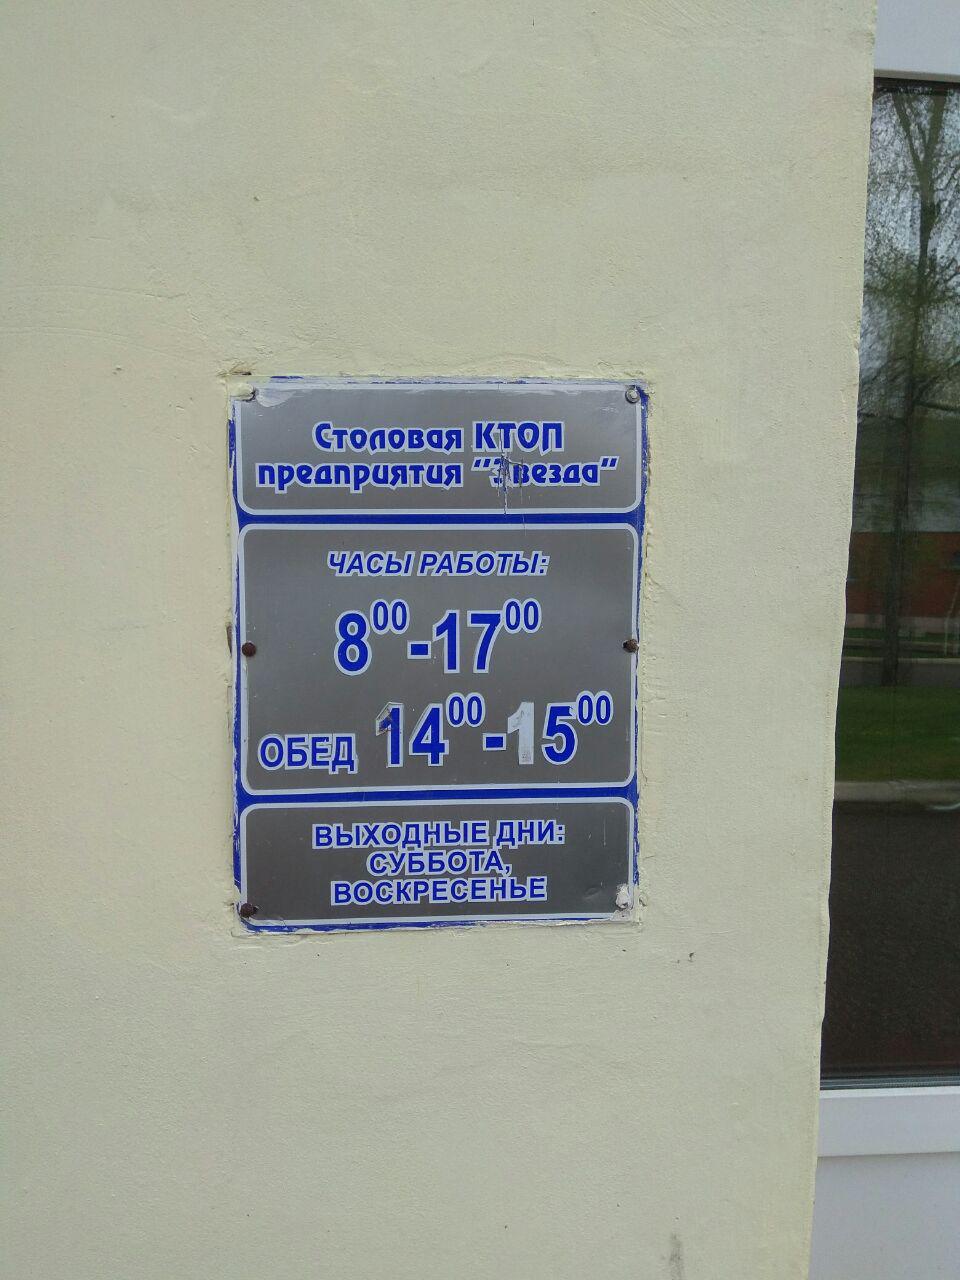 Столовая КТОП
предприятия "Звезда"
ЧАСЫ РАБОТЫ:
8⁰⁰-17⁰⁰
ОБЕД 14⁰⁰-15⁰⁰
ВЫХОДНЫЕ ДНИ:
СУББОТА,
ВОСКРЕСЕНЬЕ